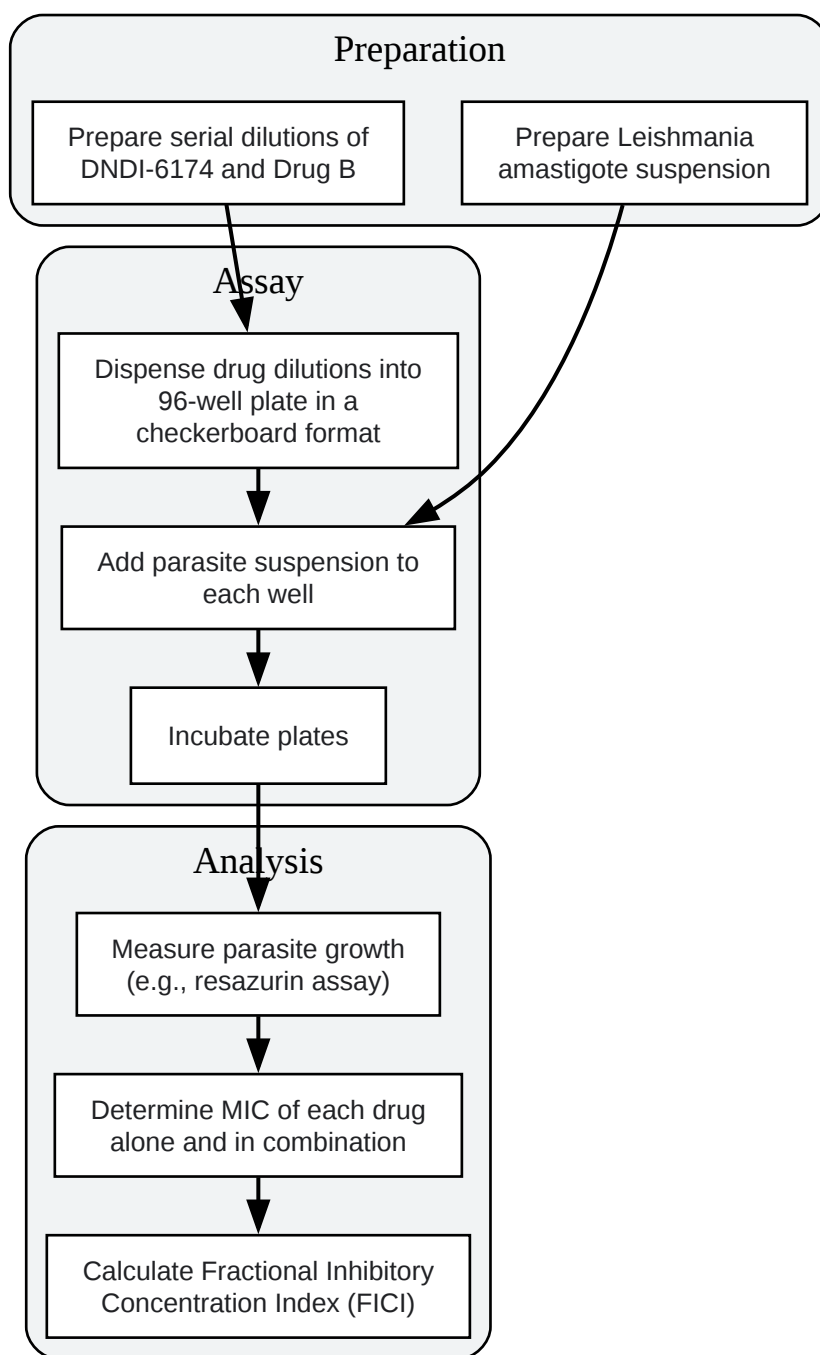 Preparation
Prepare serial dilutions of
DNDI-6174 and Drug B
Prepare Leishmania
amastigote suspension
Assay
Dispense drug dilutions into
96-well plate in a
checkerboard format
Add parasite suspension to
each well
Incubate plates
Analysis
Measure parasite growth
(e.g., resazurin assay)
Determine MIC of each drug
alone and in combination
Calculate Fractional Inhibitory
Concentration Index (FICI)